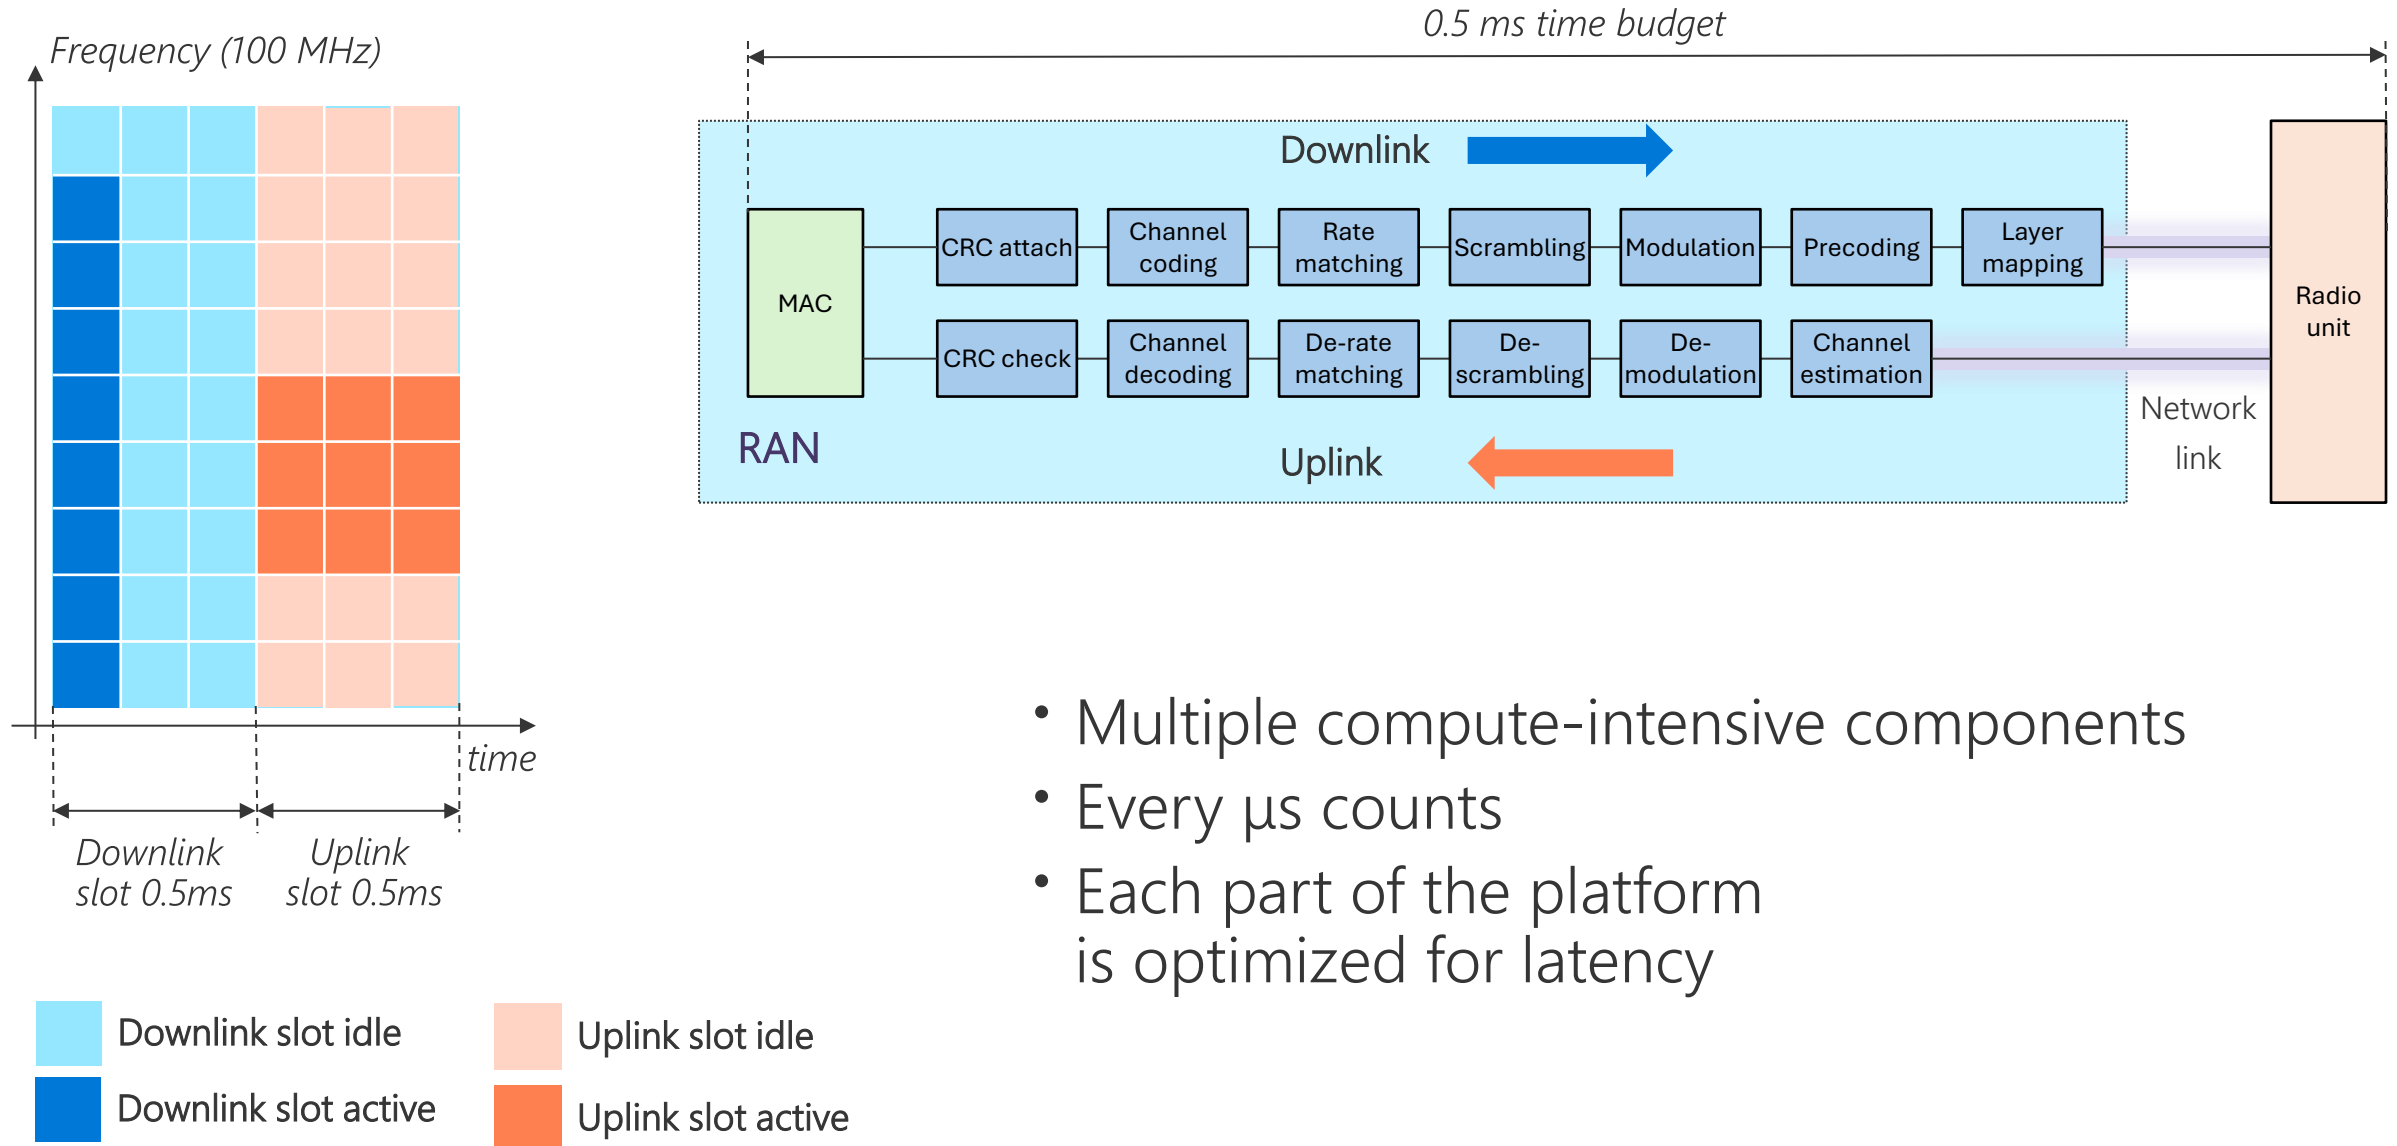 Frequency (100 MHz)
time
Downlink
slot 0.5ms
Uplink
slot 0.5ms
Downlink slot idle
Downlink slot active
Uplink slot idle
Uplink slot active
0.5 ms time budget
Downlink
MAC
CRC attach
Channel
coding
Rate
matching
Scrambling
Modulation
Precoding
Layer
mapping
CRC check
Channel
decoding
De-rate
matching
De-
scrambling
De-
modulation
Channel
estimation
Radio
unit
Network
link
RAN
Uplink
• Multiple compute-intensive components
• Every µs counts
• Each part of the platform
is optimized for latency